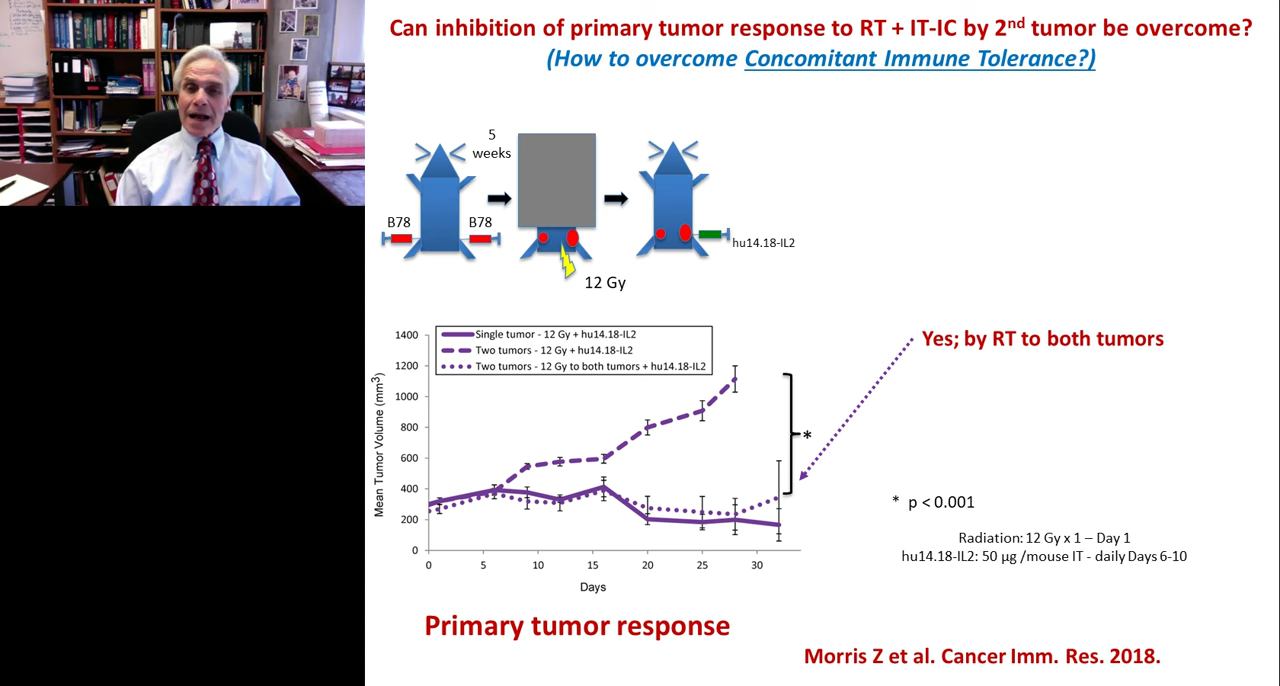 Can inhibition of primary tumor response to RT + IT-IC by 2nd tumor be overcome?
(How to overcome Concomitant Immune Tolerance?)
5
weeks
B78
B78
hu14.18-IL2
12 Gy
1400
1200
1000
800
600
400
200
0
Mean Tumor Volume (mm3)
Single tumor - 12 Gy + hu14.18-IL2
Two tumors - 12 Gy + hu14.18-IL2
Two tumors - 12 Gy to both tumors + hu14.18-IL2
*
0 5 10 15 20 25 30
Days
Yes; by RT to both tumors
* p < 0.001
Radiation: 12 Gy x 1 – Day 1
hu14.18-IL2: 50 µg /mouse IT - daily Days 6-10
Primary tumor response
Morris Z et al. Cancer Imm. Res. 2018.